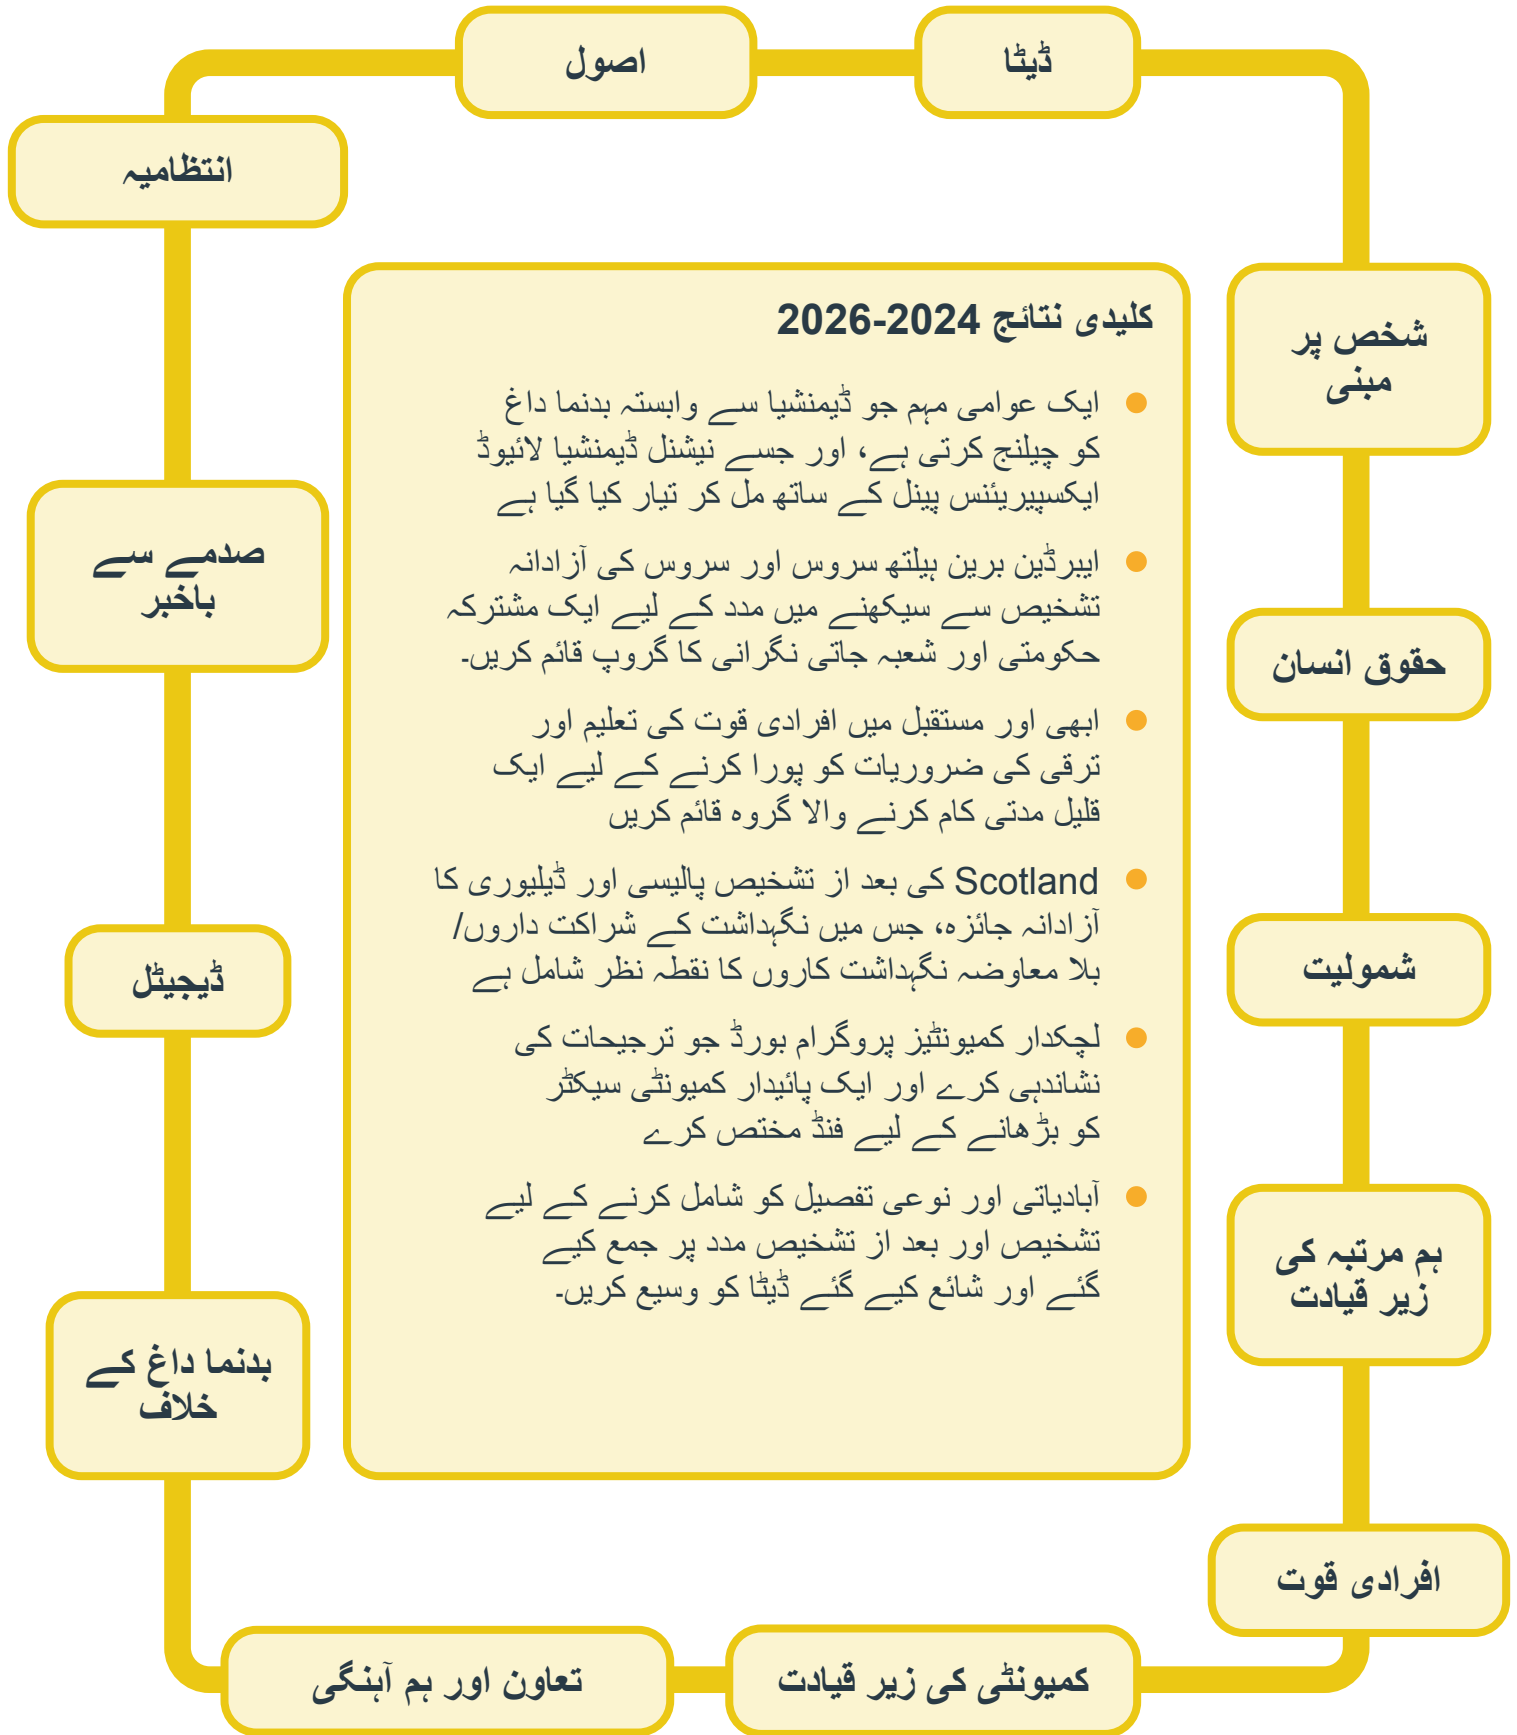 اصول
ڈیٹا
انتظامیہ
شخص پر
مبنی
کلیدی نتائج 2024-2026
ایک عوامی مہم جو ڈیمنشیا سے وابستہ بدنما داغ
کو چیلنج کرتی ہے، اور جسے نیشنل ڈیمنشیا لائیوڈ
ایکسپیریئنس پینل کے ساتھ مل کر تیار کیا گیا ہے
ایبرڈین برین ہیلتھ سروس اور سروس کی آزادانہ
تشخیص سے سیکھنے میں مدد کے لیے ایک مشترکہ
حکومتی اور شعبہ جاتی نگرانی کا گروپ قائم کریں۔
ابھی اور مستقبل میں افرادی قوت کی تعلیم اور
ترقی کی ضروریات کو پورا کرنے کے لیے ایک
قلیل مدتی کام کرنے والا گروہ قائم کریں
Scotland کی بعد از تشخیص پالیسی اور ڈیلیوری کا
آزادانہ جائزہ، جس میں نگہداشت کے شراکت داروں/
بلا معاوضہ نگہداشت کاروں کا نقطہ نظر شامل ہے
لچکدار کمیونٹیز پروگرام بورڈ جو ترجیحات کی
نشاندہی کرے اور ایک پائیدار کمیونٹی سیکٹر
کو بڑھانے کے لیے فنڈ مختص کرے
آبادیاتی اور نوعی تفصیل کو شامل کرنے کے لیے
تشخیص اور بعد از تشخیص مدد پر جمع کیے
گئے اور شائع کیے گئے ڈیٹا کو وسیع کریں۔
صدمے سے
باخبر
حقوق انسان
ڈیجیٹل
شمولیت
ہم مرتبہ کی
زیر قیادت
بدنما داغ کے
خلاف
افرادی قوت
کمیونٹی کی زیر قیادت
تعاون اور ہم آہنگی